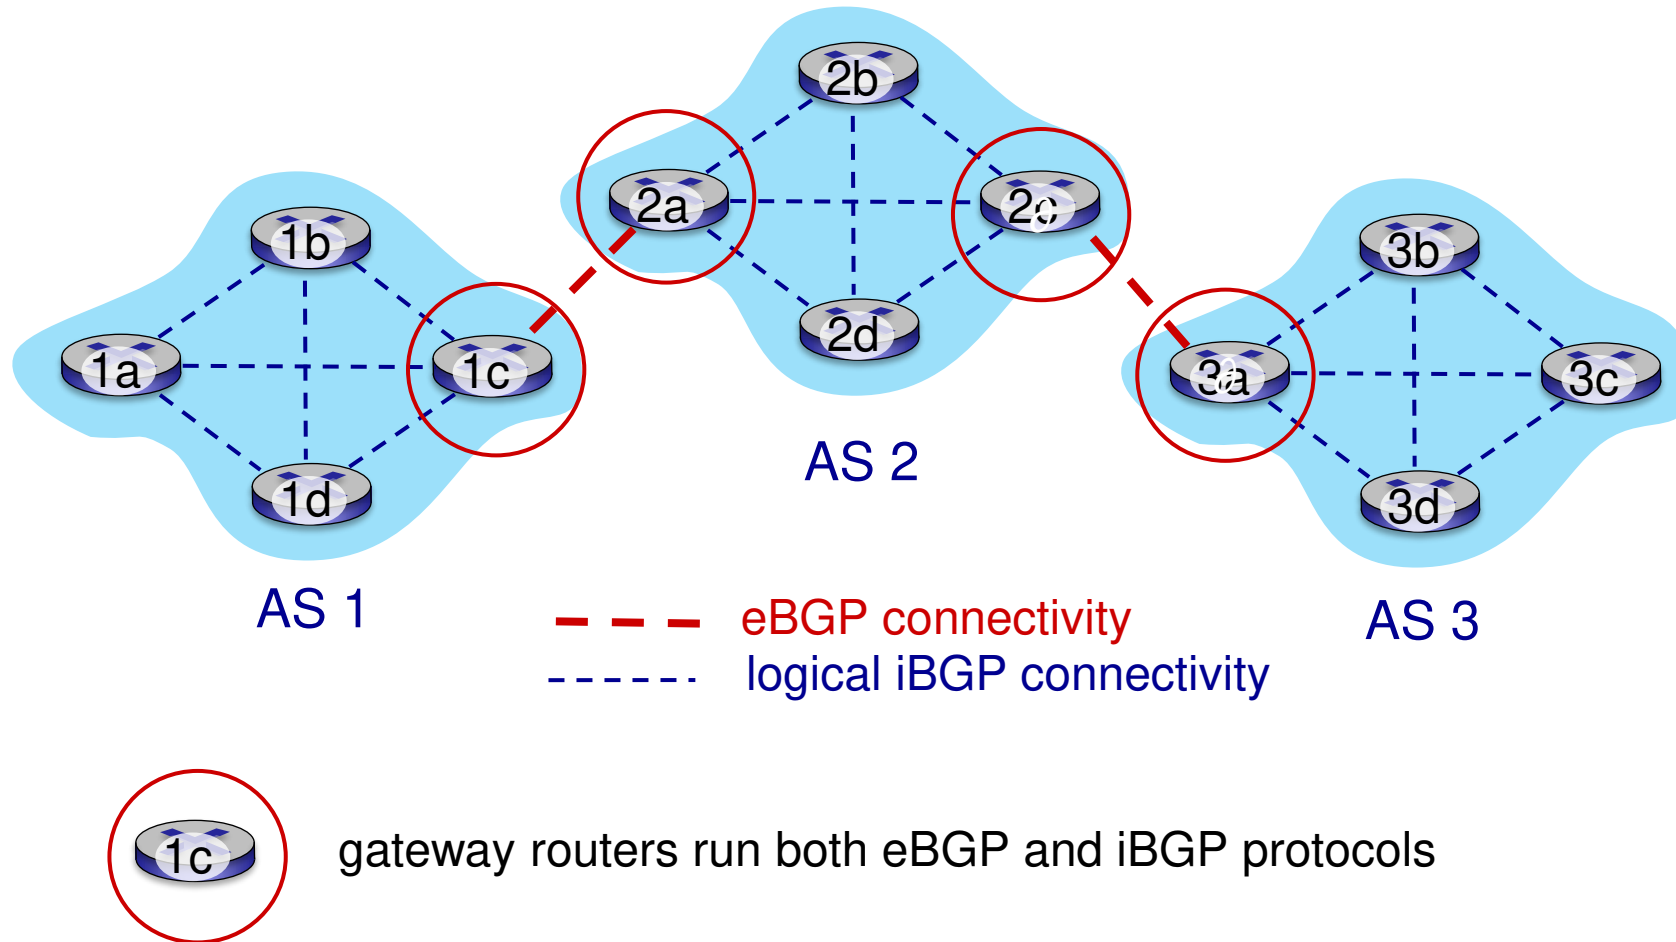 2b
2a
2c
1b
3b
2d
1a
1c
3a
3c
AS 2
1d
3d
AS 1
eBGP connectivity
AS 3
logical iBGP connectivity
1c
gateway routers run both eBGP and iBGP protocols